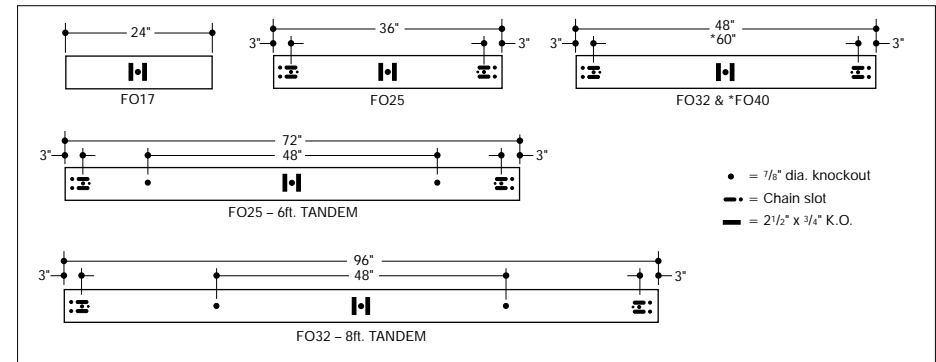 24"
FO17
36"
3"
3"
FO25
48"
*60"
3"
3"
FO32 & *FO40
72"
3"
48"
3"
FO25 – 6ft. TANDEM
• = 7/8" dia. knockout
= Chain slot
= 2 1/2" x 3/4" K.O.
96"
3"
48"
3"
FO32 – 8ft. TANDEM